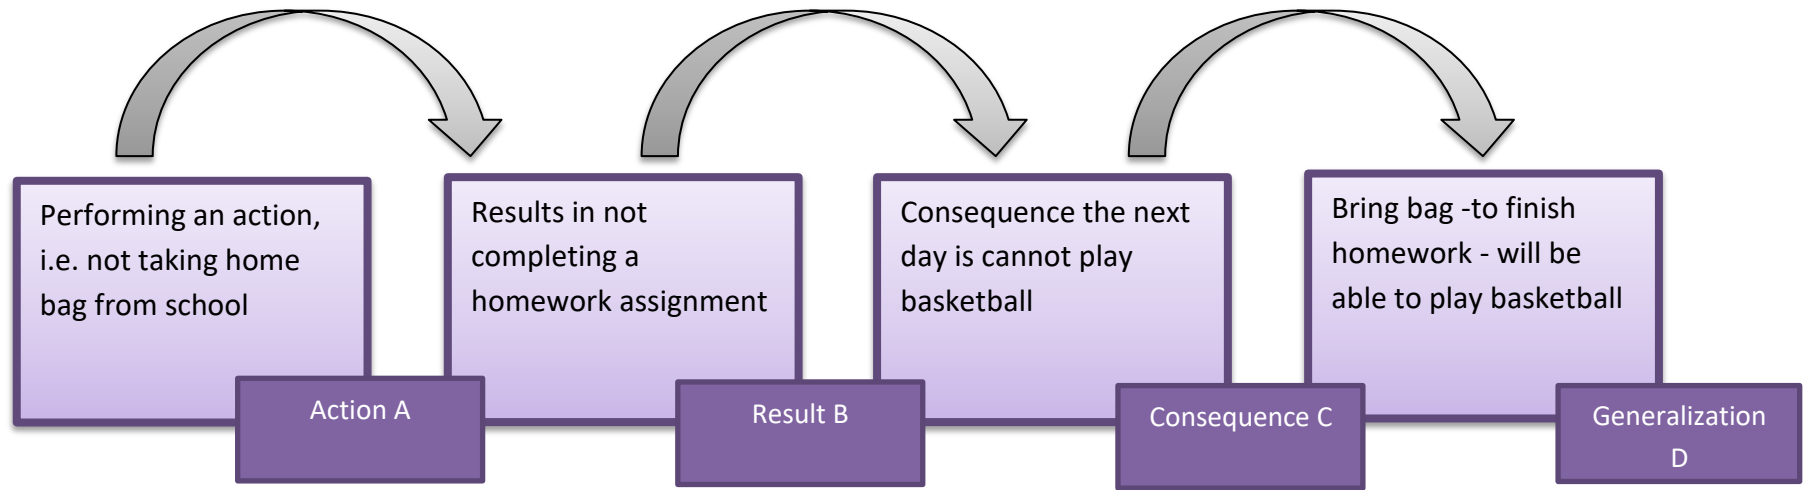 Performing an action,
i.e. not taking home
bag from school
Action A
Results in not
completing a
homework assignment
Result B
Consequence the next
day is cannot play
basketball
Consequence C
Bring bag -to finish
homework - will be
able to play basketball
Generalization
D